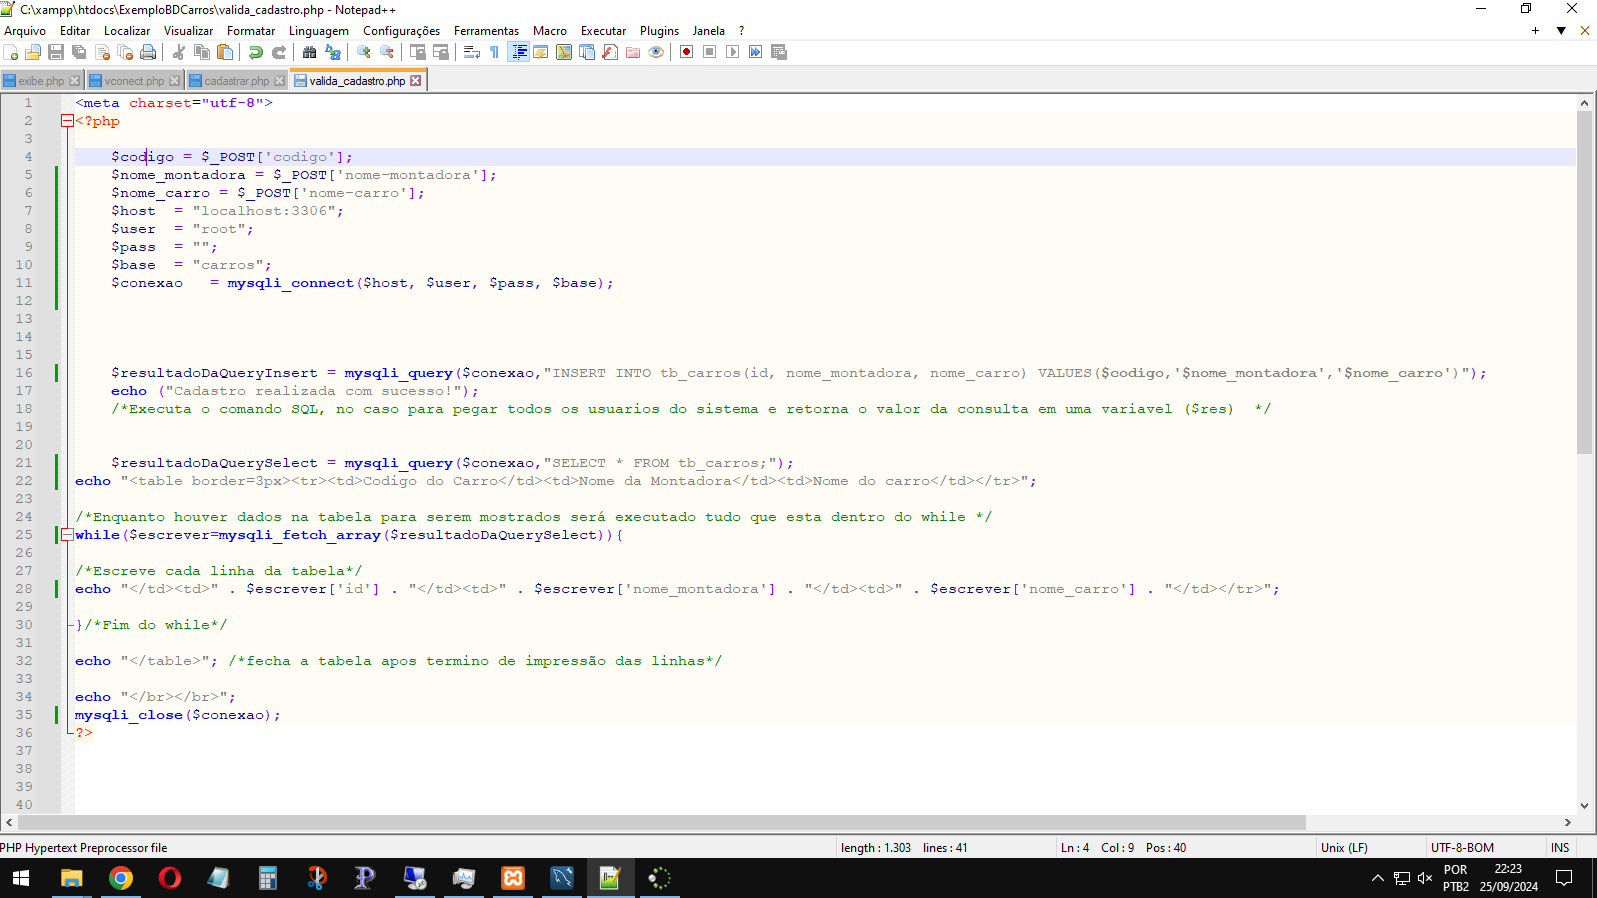 C:\xampp\htdocs\ExemploBDCarros\valida_cadastro.php - Notepad++
Arquivo Editar Localizar Visualizar Formatar Linguagem Configurações Ferramentas Macro Executar Plugins Janela ?
exibe.php vconect.php cadastrar.php valida_cadastro.php
1 <meta charset="utf-8">
2 <?php
3
4 $codigo = $_POST['codigo'];
5 $nome_montadora = $_POST['nome-montadora'];
6 $nome_carro = $_POST['nome-carro'];
7 $host = "localhost:3306";
8 $user = "root";
9 $pass = "";
10 $base = "carros";
11 $conexao = mysqli_connect($host, $user, $pass, $base);
12
13
14
15
16 $resultadoDaQueryInsert = mysqli_query($conexao,"INSERT INTO tb_carros(id, nome_montadora, nome_carro) VALUES($codigo,'$nome_montadora','$nome_carro')");
17 echo ("Cadastro realizada com sucesso!");
18 /*Executa o comando SQL, no caso para pegar todos os usuarios do sistema e retorna o valor da consulta em uma variavel ($res) */
19
20
21 $resultadoDaQuerySelect = mysqli_query($conexao,"SELECT * FROM tb_carros;");
22 echo "<table border=3px><tr><td>Codigo do Carro</td><td>Nome da Montadora</td><td>Nome do carro</td></tr>";
23
24 /*Enquanto houver dados na tabela para serem mostrados será executado tudo que esta dentro do while */
25 while($escrever=mysqli_fetch_array($resultadoDaQuerySelect)){
26
27 /*Escreve cada linha da tabela*/
28 echo "</td><td>" . $escrever['id'] . "</td><td>" . $escrever['nome_montadora'] . "</td><td>" . $escrever['nome_carro'] . "</td></tr>";
29
30 }/*Fim do while*/
31
32 echo "</table>"; /*fecha a tabela apos termino de impressão das linhas*/
33
34 echo "</br></br>";
35 mysqli_close($conexao);
36 ?>
37
38
39
40
PHP Hypertext Preprocessor file length : 1.303 lines : 41 Ln : 4 Col : 9 Pos : 40 Unix (LF) UTF-8-BOM INS
POR 22:23
PTB2 25/09/2024